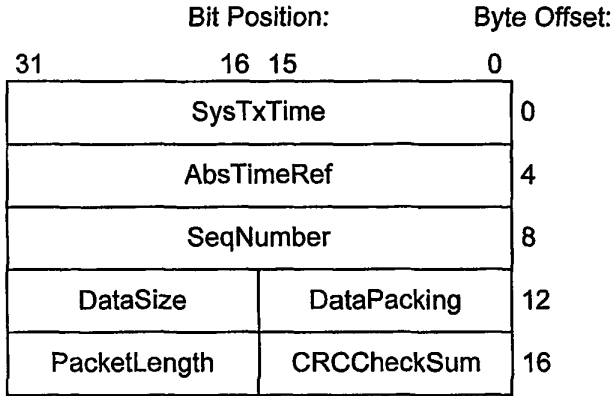 Bit Position: Byte Offset:
31 16 15 0
SysTxTime 0
AbsTimeRef 4
SeqNumber 8
DataSize DataPacking 12
PacketLength CRCCheckSum 16